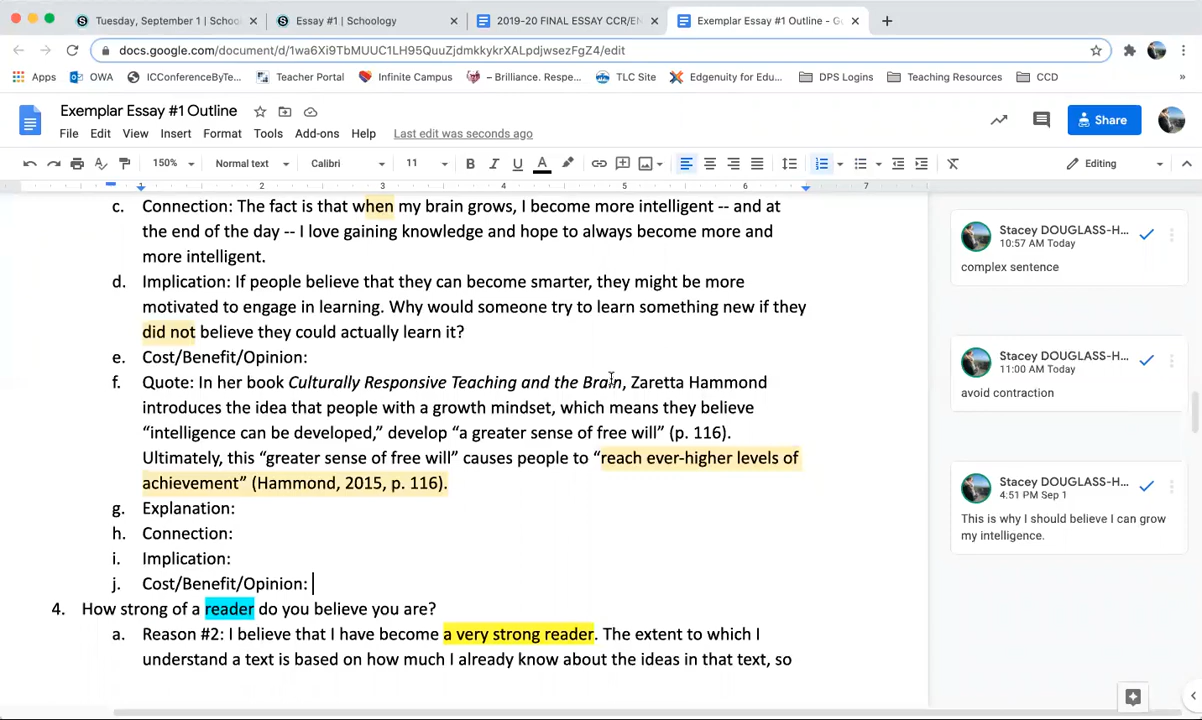 Tuesday, September 1 | School
Essay #1 | Schoology
2019-20 FINAL ESSAY CCR/EN
Exemplar Essay #1 Outline - G
docs.google.com/document/d/1wa6Xi9TbMUUC1LH95QuuZjdmkkykrXALpdjwsezFgZ4/edit
Apps
OWA
ICConferenceByTe...
Teacher Portal
Infinite Campus
– Brilliance. Respe...
TLC Site
Edgenuity for Edu...
DPS Logins
Teaching Resources
CCD
»
Exemplar Essay #1 Outline
File Edit View Insert Format Tools Add-ons Help Last edit was seconds ago
Share
150% Normal text Calibri 11 B I U A Editing
2 3 4 5 6 7
c. Connection: The fact is that when my brain grows, I become more intelligent -- and at
the end of the day -- I love gaining knowledge and hope to always become more and
more intelligent.
d. Implication: If people believe that they can become smarter, they might be more
motivated to engage in learning. Why would someone try to learn something new if they
did not believe they could actually learn it?
e. Cost/Benefit/Opinion:
f. Quote: In her book Culturally Responsive Teaching and the Brain, Zaretta Hammond
introduces the idea that people with a growth mindset, which means they believe
“intelligence can be developed,” develop “a greater sense of free will” (p. 116).
Ultimately, this “greater sense of free will” causes people to “reach ever-higher levels of
achievement” (Hammond, 2015, p. 116).
g. Explanation:
h. Connection:
i. Implication:
j. Cost/Benefit/Opinion:
4. How strong of a reader do you believe you are?
a. Reason #2: I believe that I have become a very strong reader. The extent to which I
understand a text is based on how much I already know about the ideas in that text, so
Stacey DOUGLASS-H...
10:57 AM Today
complex sentence
Stacey DOUGLASS-H...
11:00 AM Today
avoid contraction
Stacey DOUGLASS-H...
4:51 PM Sep 1
This is why I should believe I can grow
my intelligence.